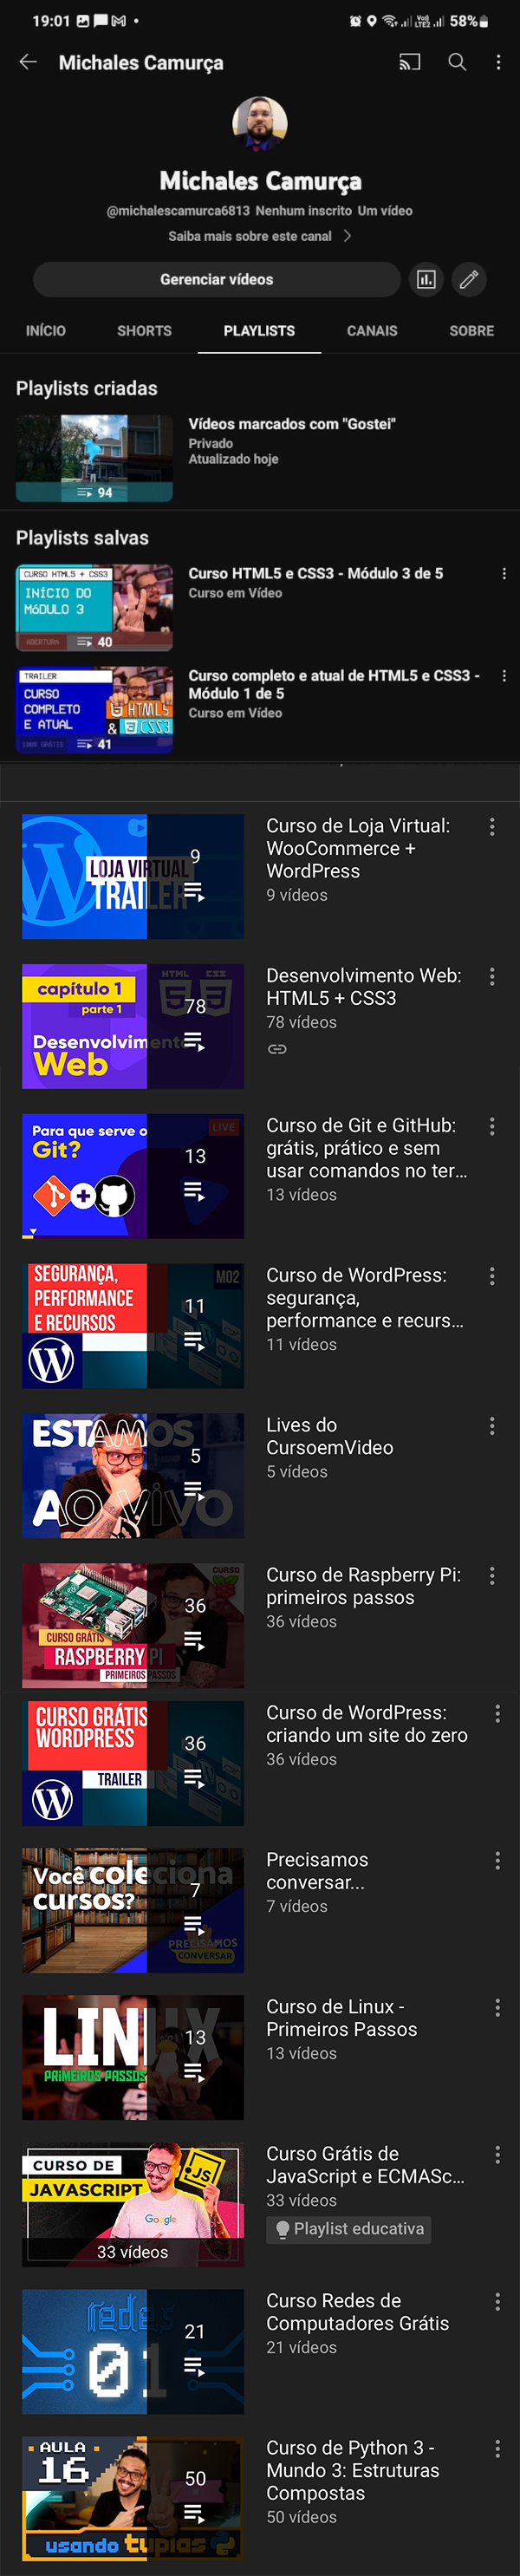 19:01
Vo))
LTE2
58%
Michales Camurça
Michales Camurça
@michalescamurca6813 Nenhum inscrito Um vídeo
Saiba mais sobre este canal
Gerenciar vídeos
INÍCIO SHORTS PLAYLISTS CANAIS SOBRE
Playlists criadas
94
Vídeos marcados com "Gostei"
Privado
Atualizado hoje
Playlists salvas
CURSO HTML5 + CSS3
INÍCIO DO
MÓDULO 3
ABERTURA
40
Curso HTML5 e CSS3 - Módulo 3 de 5
Curso em Vídeo
TRAILER
CURSO
COMPLETO
E ATUAL
HTML5
& CSS3
100% GRÁTIS
41
Curso completo e atual de HTML5 e CSS3 -
Módulo 1 de 5
Curso em Vídeo
LOJA VIRTUAL
TRAILER
9
Curso de Loja Virtual:
WooCommerce +
WordPress
9 vídeos
capítulo 1
parte 1
Desenvolvimento
Web
HTML CSS
78
Desenvolvimento Web:
HTML5 + CSS3
78 vídeos
Para que serve o
Git?
LIVE
13
Curso de Git e GitHub:
grátis, prático e sem
usar comandos no ter...
13 vídeos
SEGURANÇA,
PERFORMANCE
E RECURSOS
M02
11
Curso de WordPress:
segurança,
performance e recurs...
11 vídeos
ESTAMOS
AO VIVO
5
Lives do
CursoemVideo
5 vídeos
CURSO
CURSO GRÁTIS
RASPBERRY PI
PRIMEIROS PASSOS
36
Curso de Raspberry Pi:
primeiros passos
36 vídeos
CURSO GRÁTIS
WORDPRESS
TRAILER
36
Curso de WordPress:
criando um site do zero
36 vídeos
Você coleciona
cursos?
PRECISAMOS
CONVERSAR
7
Precisamos
conversar...
7 vídeos
LINUX
PRIMEIROS PASSOS
13
Curso de Linux -
Primeiros Passos
13 vídeos
CURSO DE
JAVASCRIPT
JS
Google
33 vídeos
Curso Grátis de
JavaScript e ECMASc...
33 vídeos
Playlist educativa
redes
01
21
Curso Redes de
Computadores Grátis
21 vídeos
AULA
16
usando tuplas
50
Curso de Python 3 -
Mundo 3: Estruturas
Compostas
50 vídeos